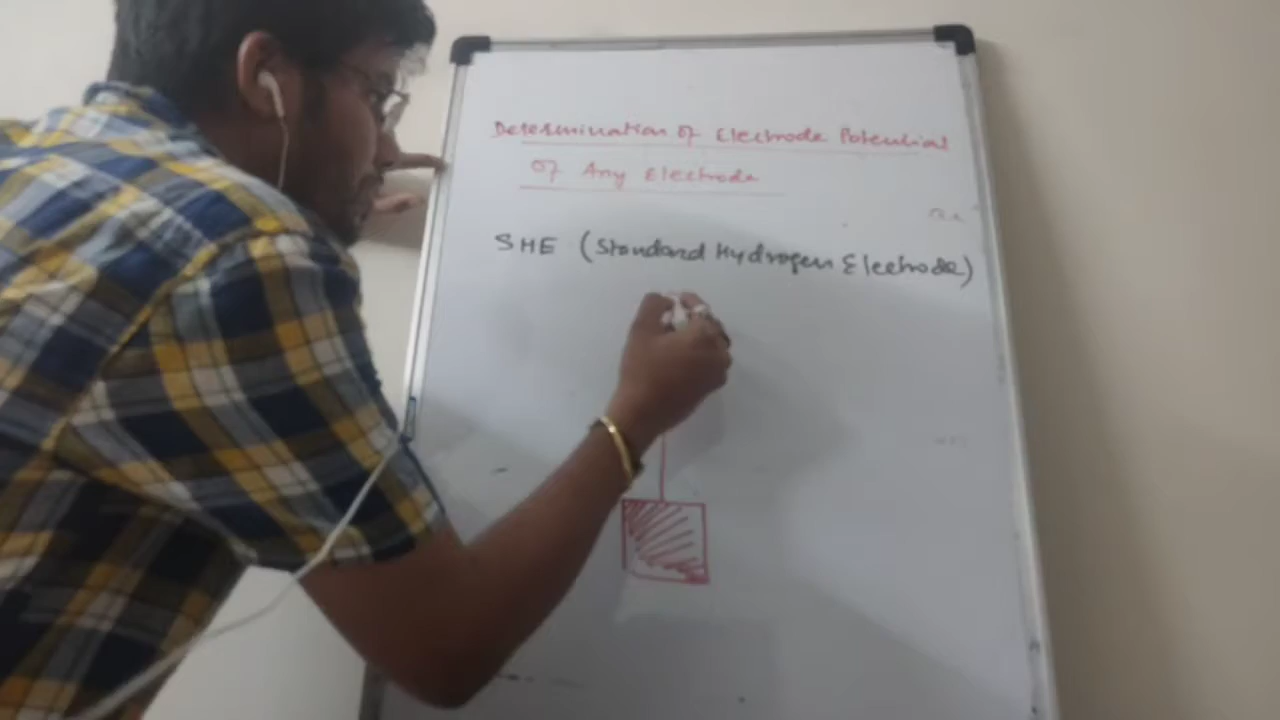 Determination of Electrode Potential
Of Any Electrode
SHE (Standard Hydrogen Electrode)